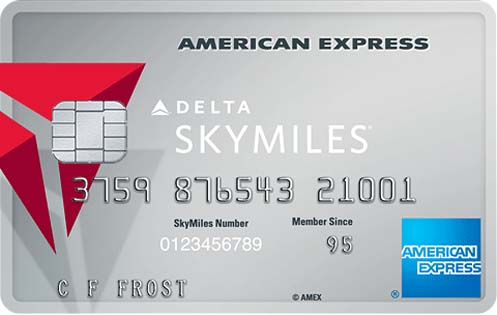 AMERICAN EXPRESS
DELTA
SKYMILES®
3759 876543 21001
SkyMiles Number
Member Since
0123456789
95
AMERICAN
EXPRESS
®
C F FROST
© AMEX